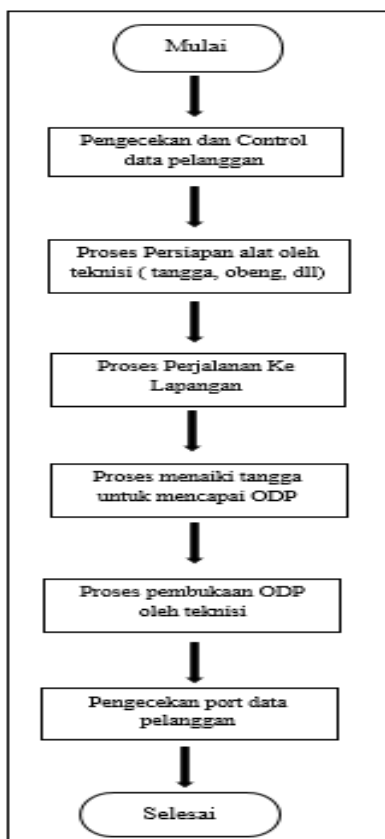 Mulai
Pengecekan dan Control
data pelanggan
Proses Persiapan alat oleh
teknisi ( tangga, obeng, dll)
Proses Perjalanan Ke
Lapangan
Proses menaiki tangga
untuk mencapai ODP
Proses pembukaan ODP
oleh teknisi
Pengecekan port data
pelanggan
Selesai